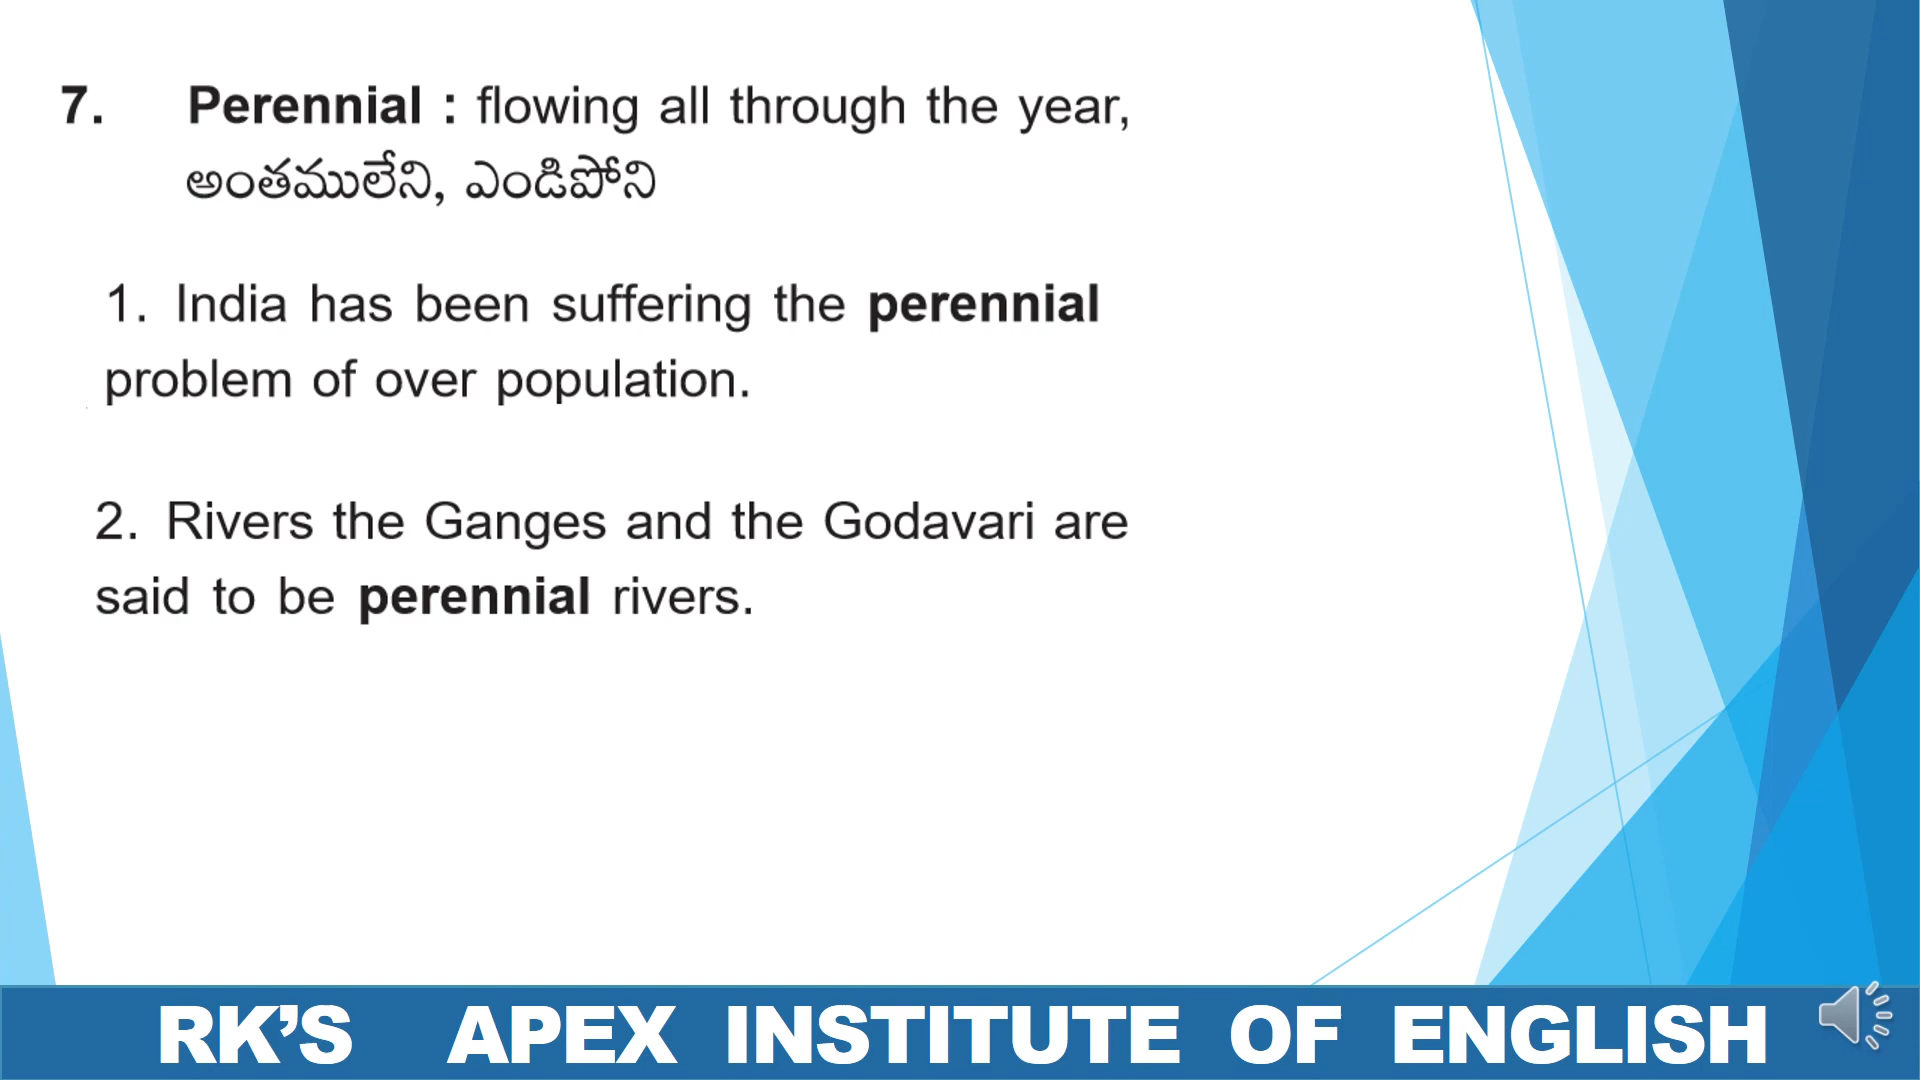 7. Perennial : flowing all through the year,
అంతములేని, ఎండిపోని
1. India has been suffering the perennial
problem of over population.
2. Rivers the Ganges and the Godavari are
said to be perennial rivers.
RK’S APEX INSTITUTE OF ENGLISH